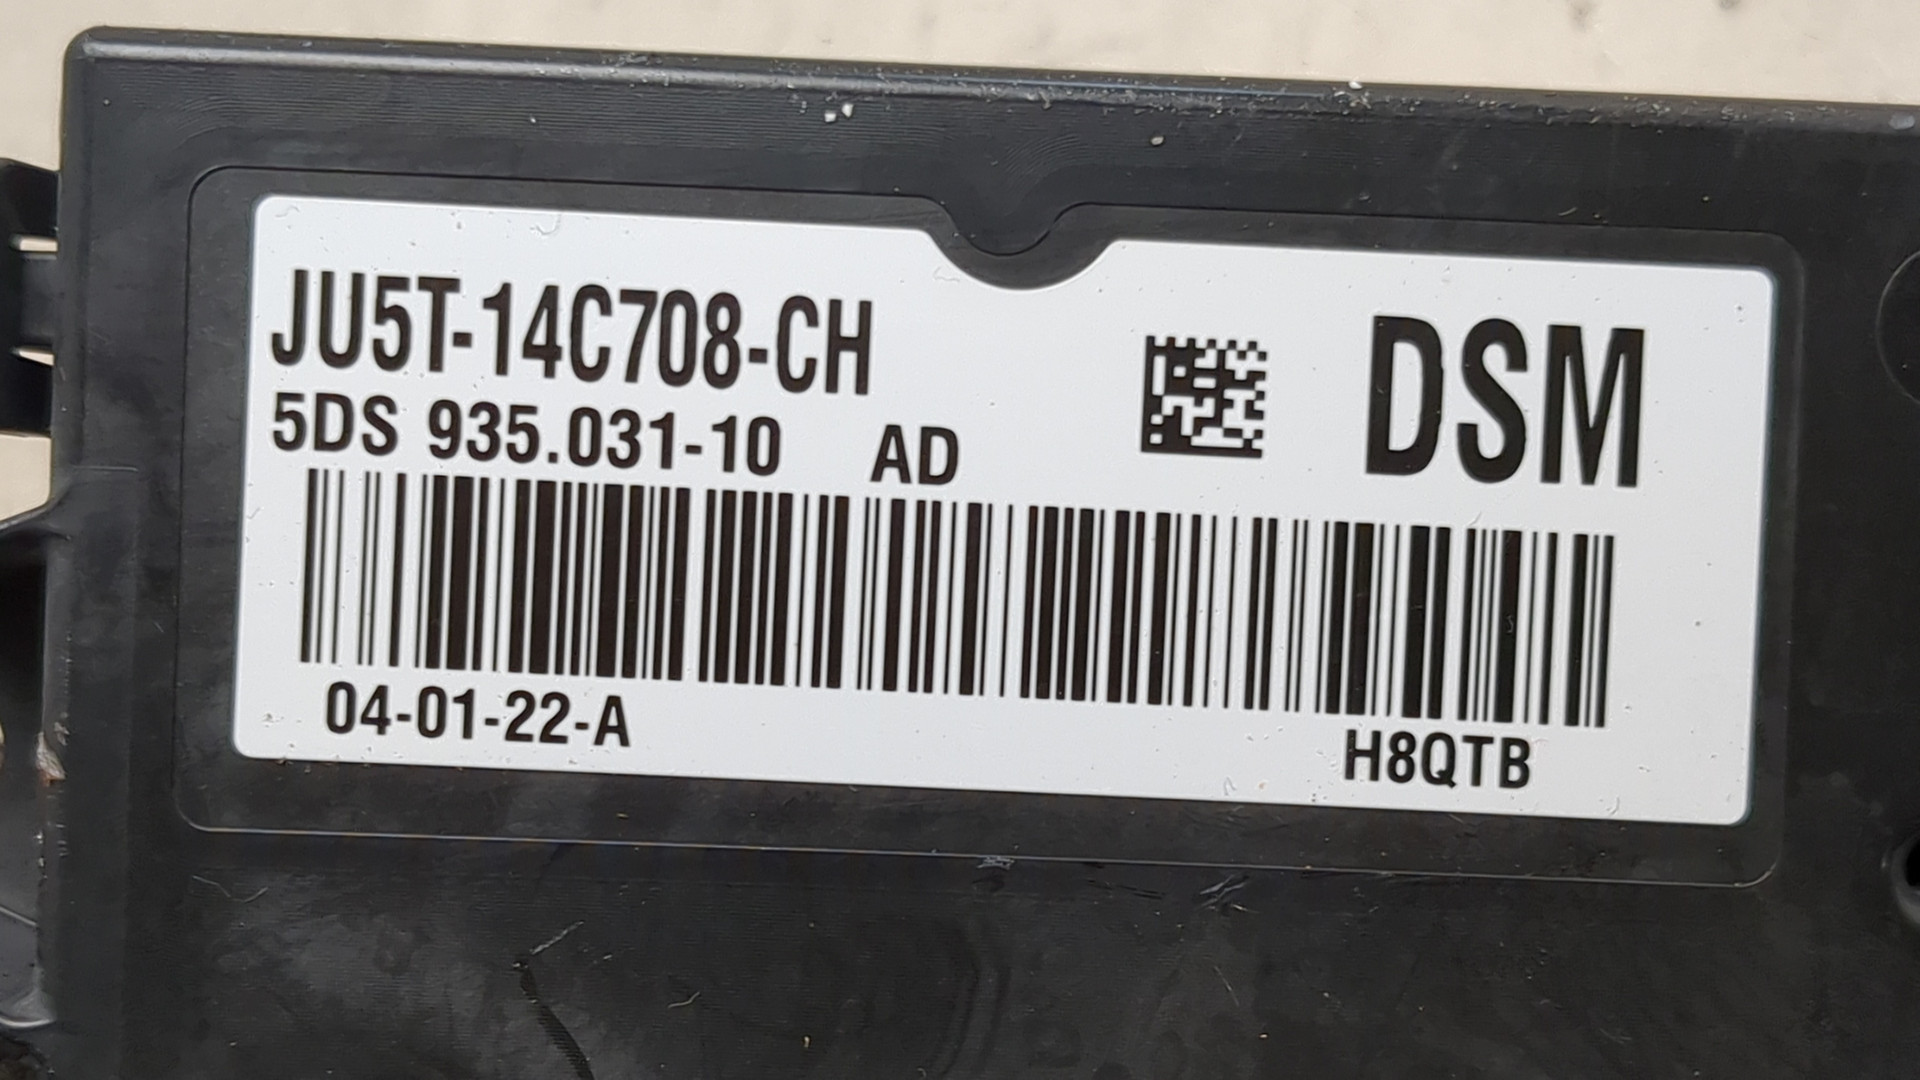 JU5T-14C708-CH
DSM
5DS 935.031-10 AD
04-01-22-A
H8QTB